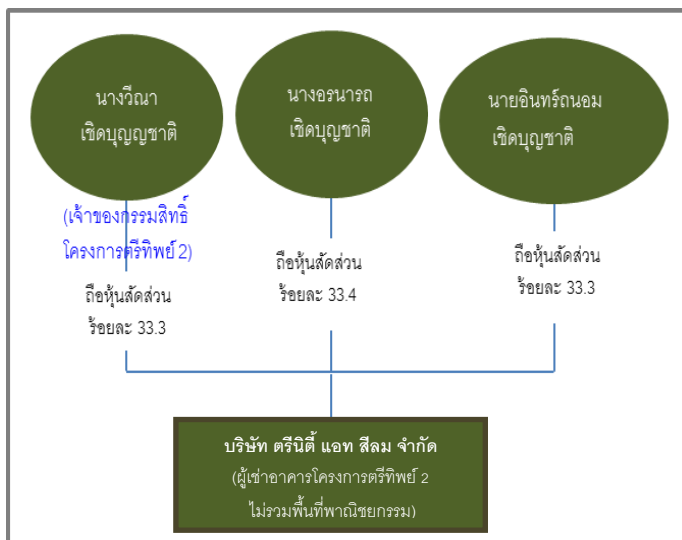 นางวีณา
เชิดบุญญชาติ
นางอรนารถ
เชิดบุญชาติ
นายอินทร์ถนอม
เชิดบุญชาติ
(เจ้าของกรรมสิทธิ์
โครงการตรีทิพย์ 2)
ถือหุ้นสัดส่วน
ร้อยละ 33.3
ถือหุ้นสัดส่วน
ร้อยละ 33.4
ถือหุ้นสัดส่วน
ร้อยละ 33.3
บริษัท ตรีนิตี้ แอท สีลม จำกัด
(ผู้เช่าอาคารโครงการตรีทิพย์ 2
ไม่รวมพื้นที่พาณิชยกรรม)